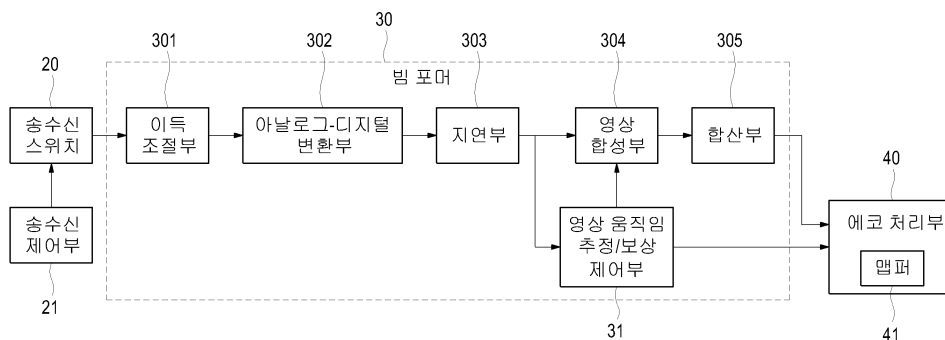 30
301
302
303
304
305
20
빔 포머
송수신
스위치
이득
조절부
아날로그-디지털
변환부
지연부
영상
합성부
합산부
40
송수신
제어부
영상 움직임
추정/보상
제어부
에코 처리부
맵퍼
21
31
41